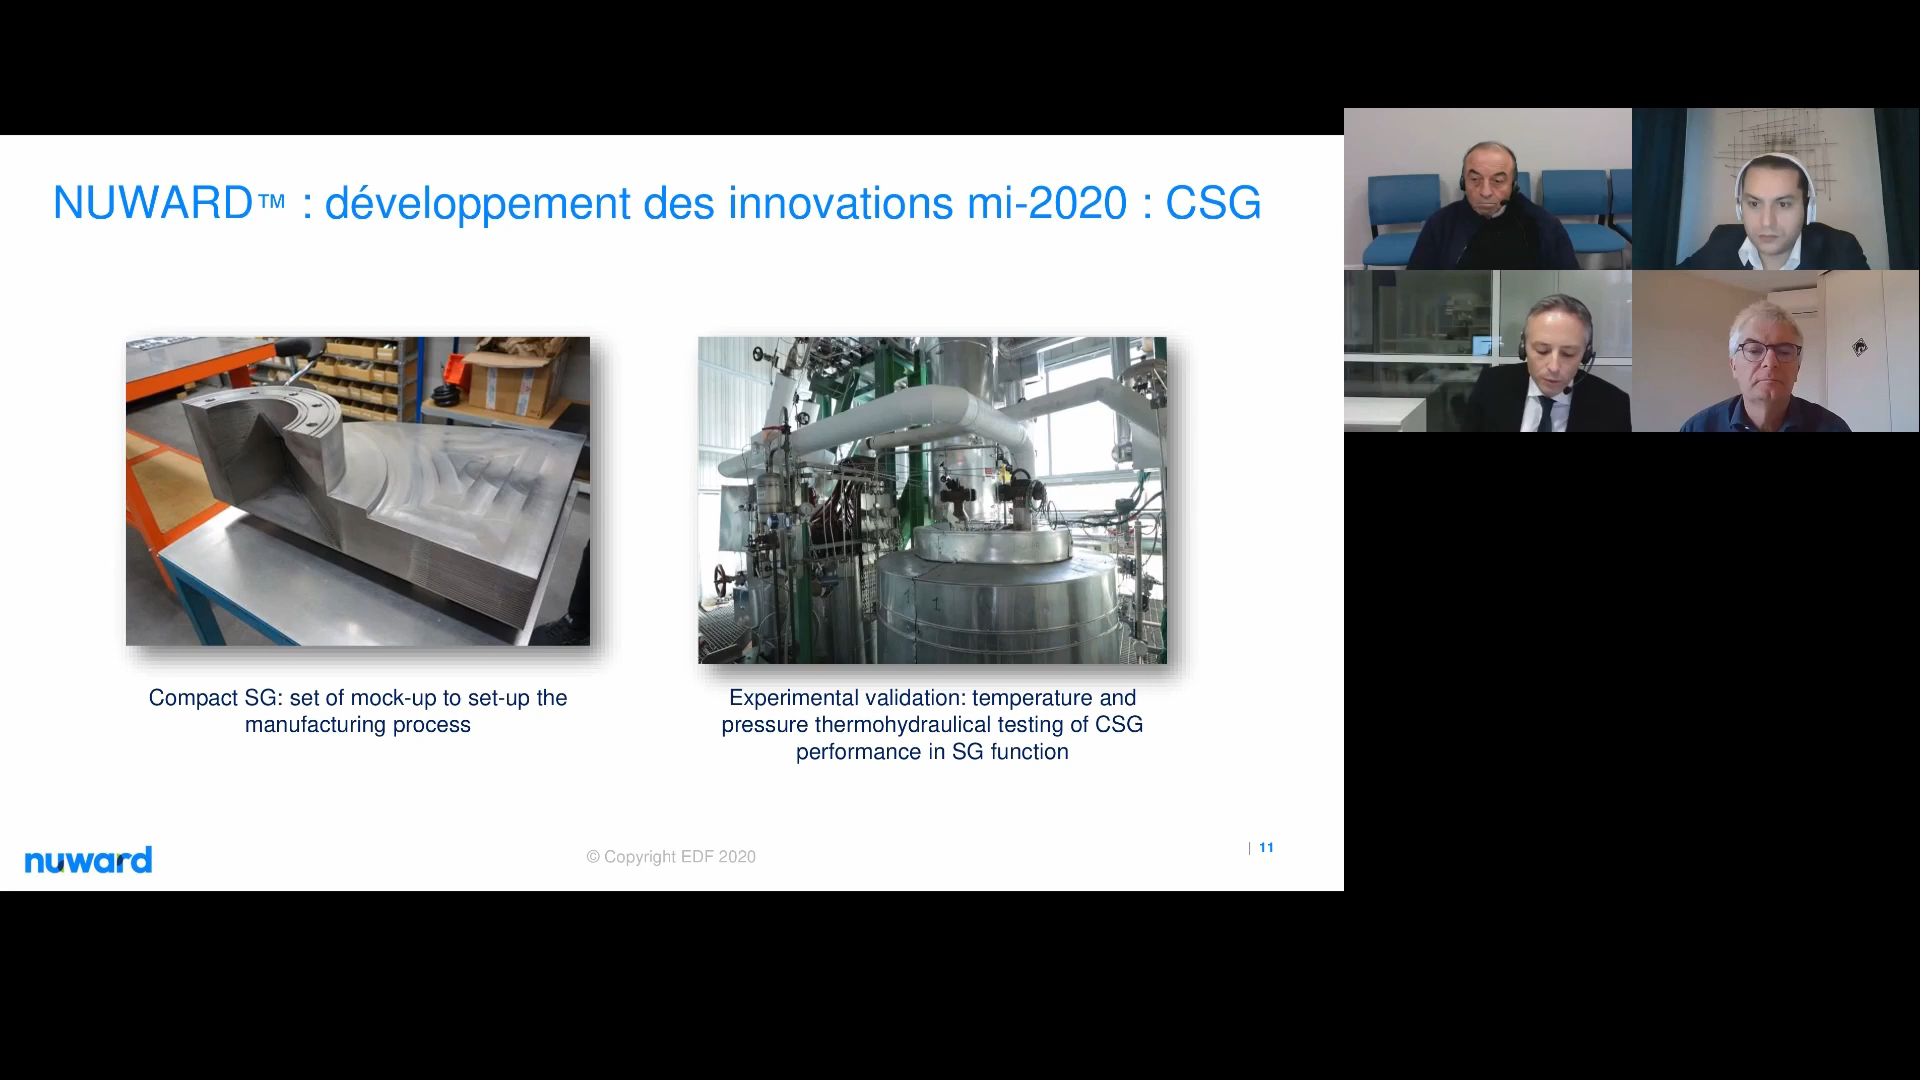 NUWARD™ : développement des innovations mi-2020 : CSG
Compact SG: set of mock-up to set-up the
manufacturing process
Experimental validation: temperature and
pressure thermohydraulical testing of CSG
performance in SG function
nuward
© Copyright EDF 2020
| 11